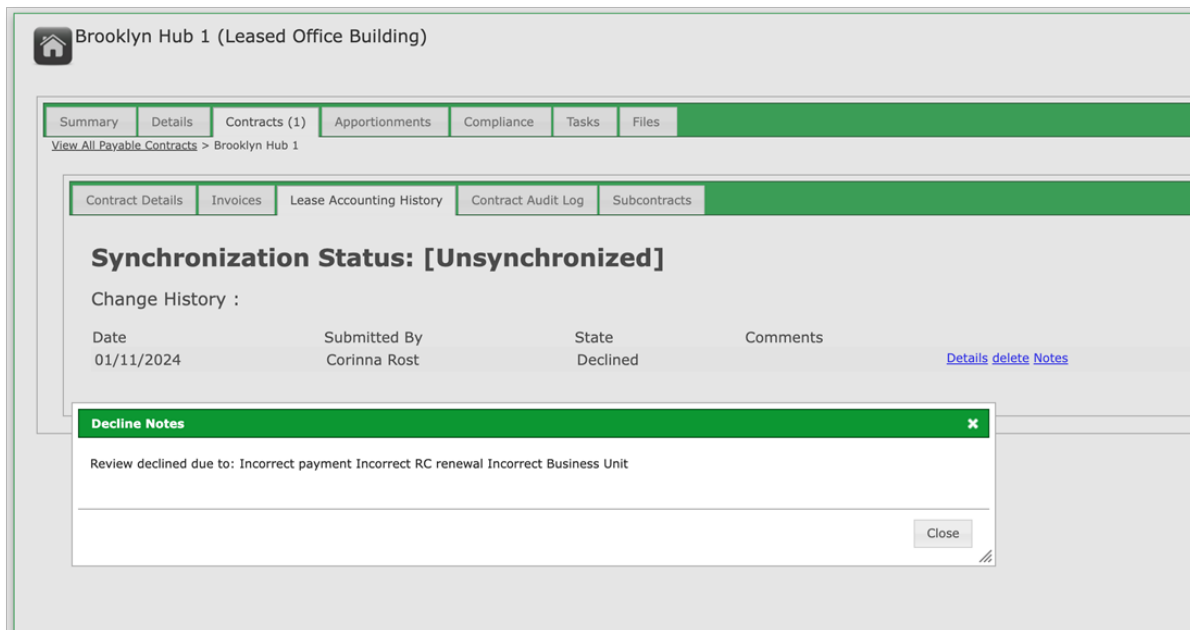 Brooklyn Hub 1 (Leased Office Building)
Summary Details Contracts (1) Apportionments Compliance Tasks Files
View All Payable Contracts > Brooklyn Hub 1
Contract Details Invoices Lease Accounting History Contract Audit Log Subcontracts
Synchronization Status: [Unsynchronized]
Change History :
Date Submitted By State Comments
01/11/2024 Corinna Rost Declined Details delete Notes
Decline Notes
Review declined due to: Incorrect payment Incorrect RC renewal Incorrect Business Unit
Close